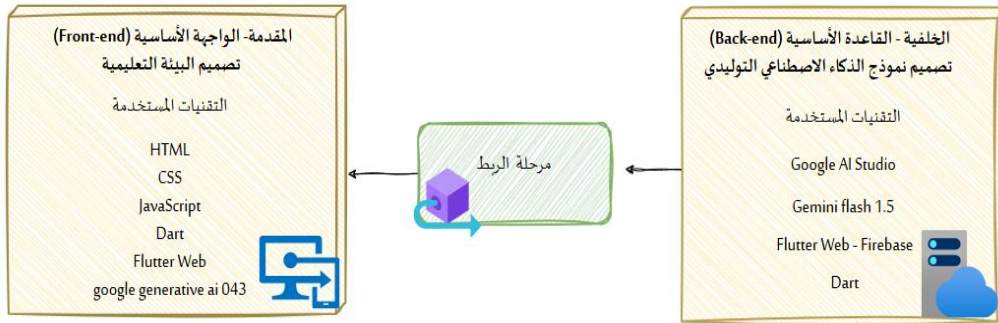 الخلفية - القاعدة الأساسية (Back-end)
تصميم نموذج الذكاء الاصطناعي التوليدي
التقنيات المستخدمة
Google AI Studio
Gemini flash 1.5
Flutter Web - Firebase
Dart
مرحلة الربط
المقدمة- الواجهة الأساسية (Front-end)
تصميم البيئة التعليمية
التقنيات المستخدمة
HTML
CSS
JavaScript
Dart
Flutter Web
google generative ai 043